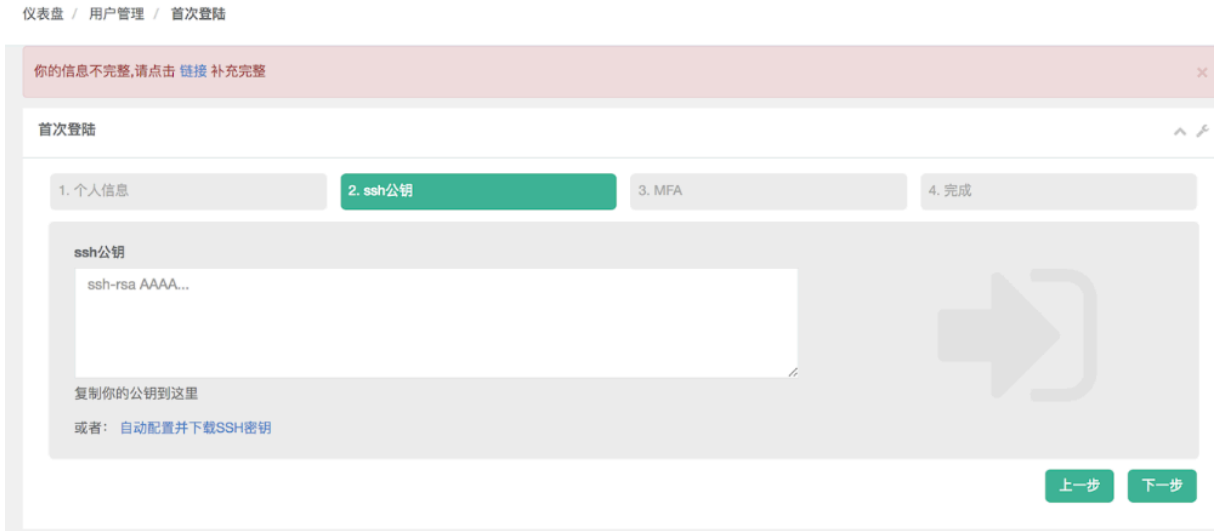 仪表盘 / 用户管理 / 首次登陆
你的信息不完整,请点击 链接 补充完整
×
首次登陆
1. 个人信息
2. ssh公钥
3. MFA
4. 完成
ssh公钥
ssh-rsa AAAA...
复制你的公钥到这里
或者： 自动配置并下载SSH密钥
上一步 下一步